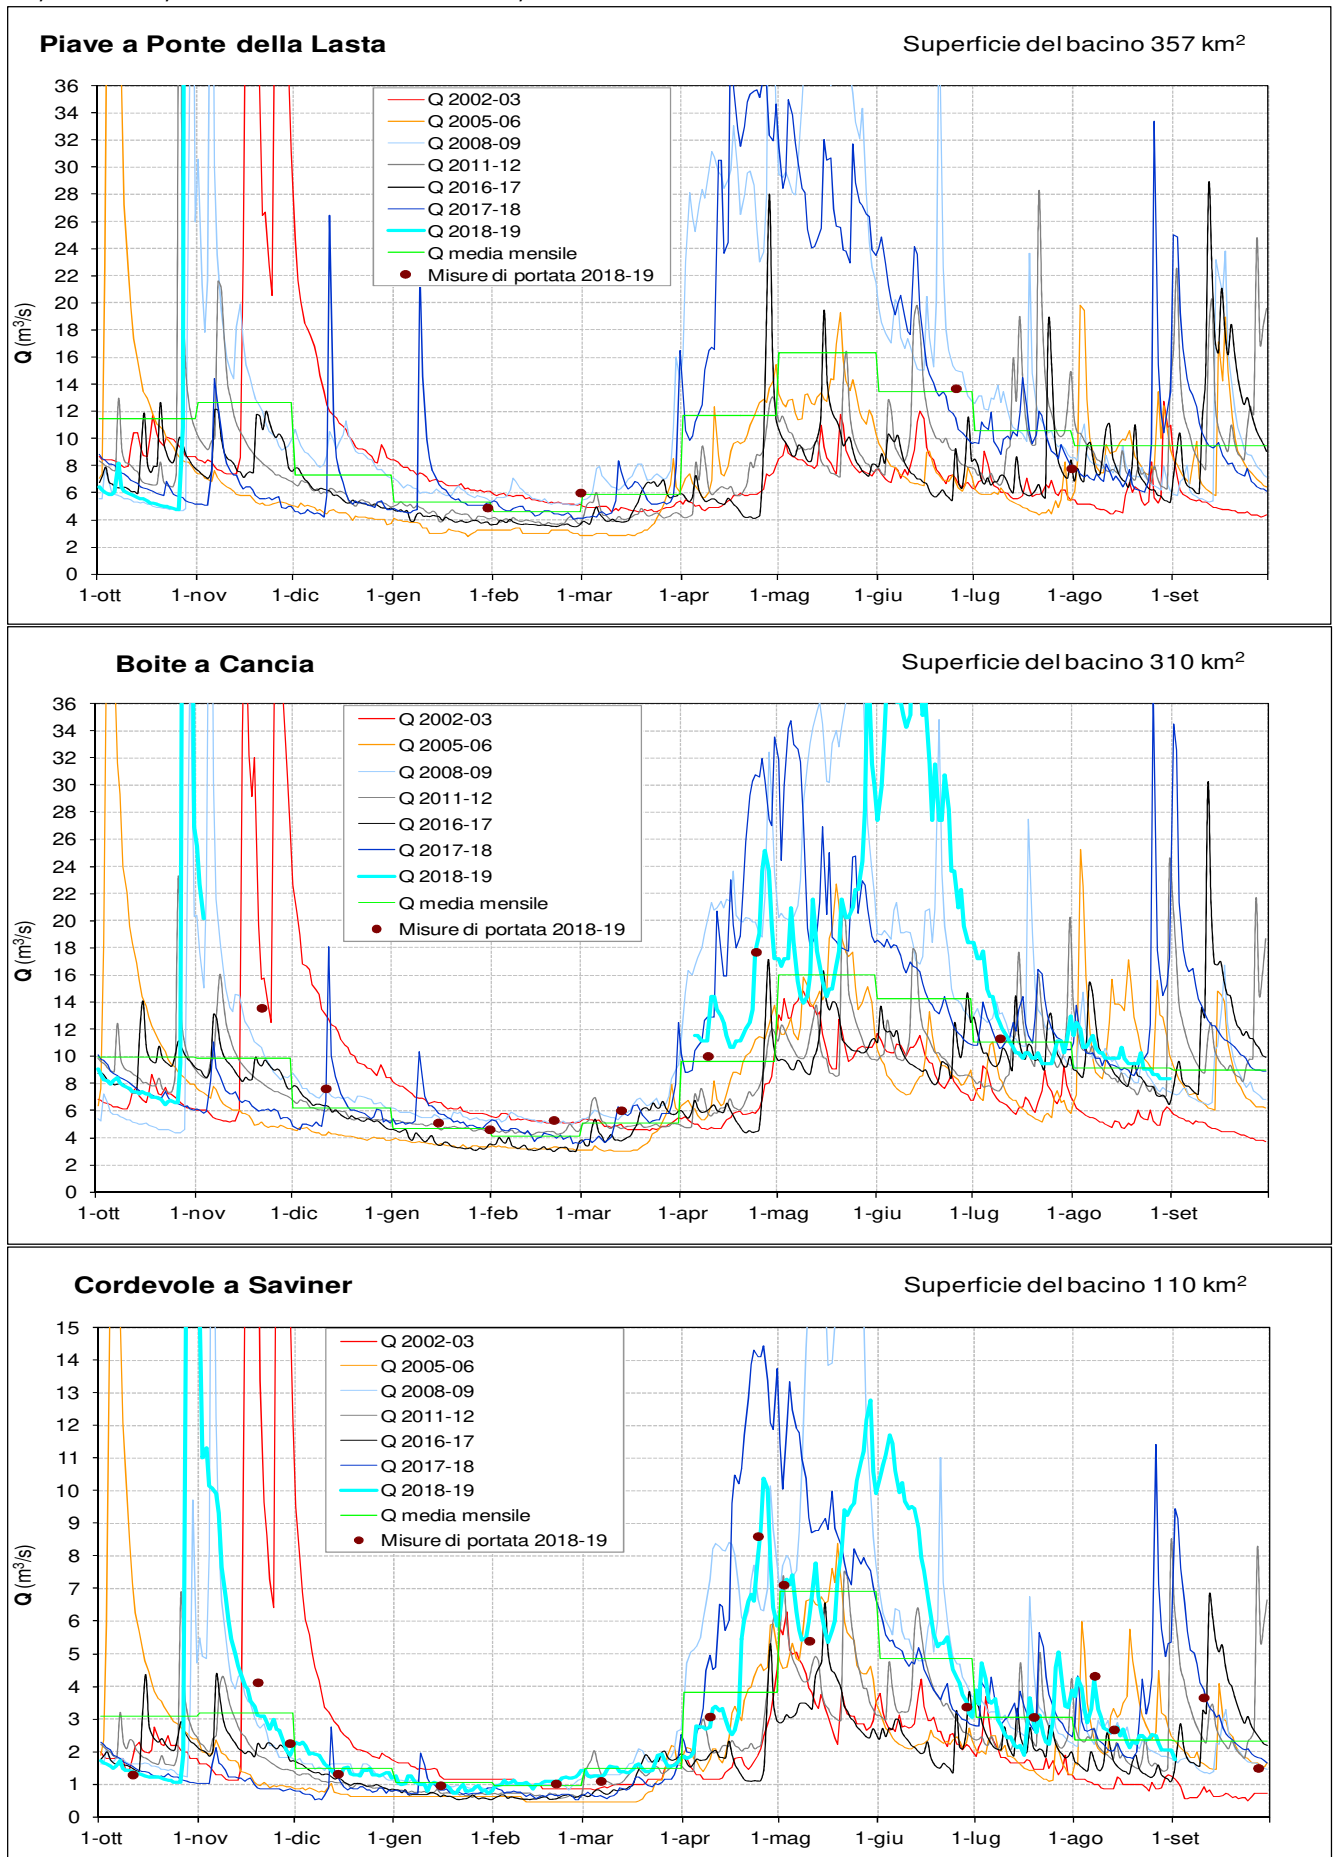 Piave a Ponte della Lasta
Superficie del bacino 357 km²
36
34
32
30
28
26
24
22
20
18
16
14
12
10
8
6
4
2
0
Q (m³/s)
Q 2002-03
Q 2005-06
Q 2008-09
Q 2011-12
Q 2016-17
Q 2017-18
Q 2018-19
Q media mensile
Misure di portata 2018-19
1-ott 1-nov 1-dic 1-gen 1-feb 1-mar 1-apr 1-mag 1-giu 1-lug 1-ago 1-set
Boite a Cancia
Superficie del bacino 310 km²
36
34
32
30
28
26
24
22
20
18
16
14
12
10
8
6
4
2
0
Q (m³/s)
Q 2002-03
Q 2005-06
Q 2008-09
Q 2011-12
Q 2016-17
Q 2017-18
Q 2018-19
Q media mensile
Misure di portata 2018-19
1-ott 1-nov 1-dic 1-gen 1-feb 1-mar 1-apr 1-mag 1-giu 1-lug 1-ago 1-set
Cordevole a Saviner
Superficie del bacino 110 km²
15
14
13
12
11
10
9
8
7
6
5
4
3
2
1
0
Q (m³/s)
Q 2002-03
Q 2005-06
Q 2008-09
Q 2011-12
Q 2016-17
Q 2017-18
Q 2018-19
Q media mensile
Misure di portata 2018-19
1-ott 1-nov 1-dic 1-gen 1-feb 1-mar 1-apr 1-mag 1-giu 1-lug 1-ago 1-set